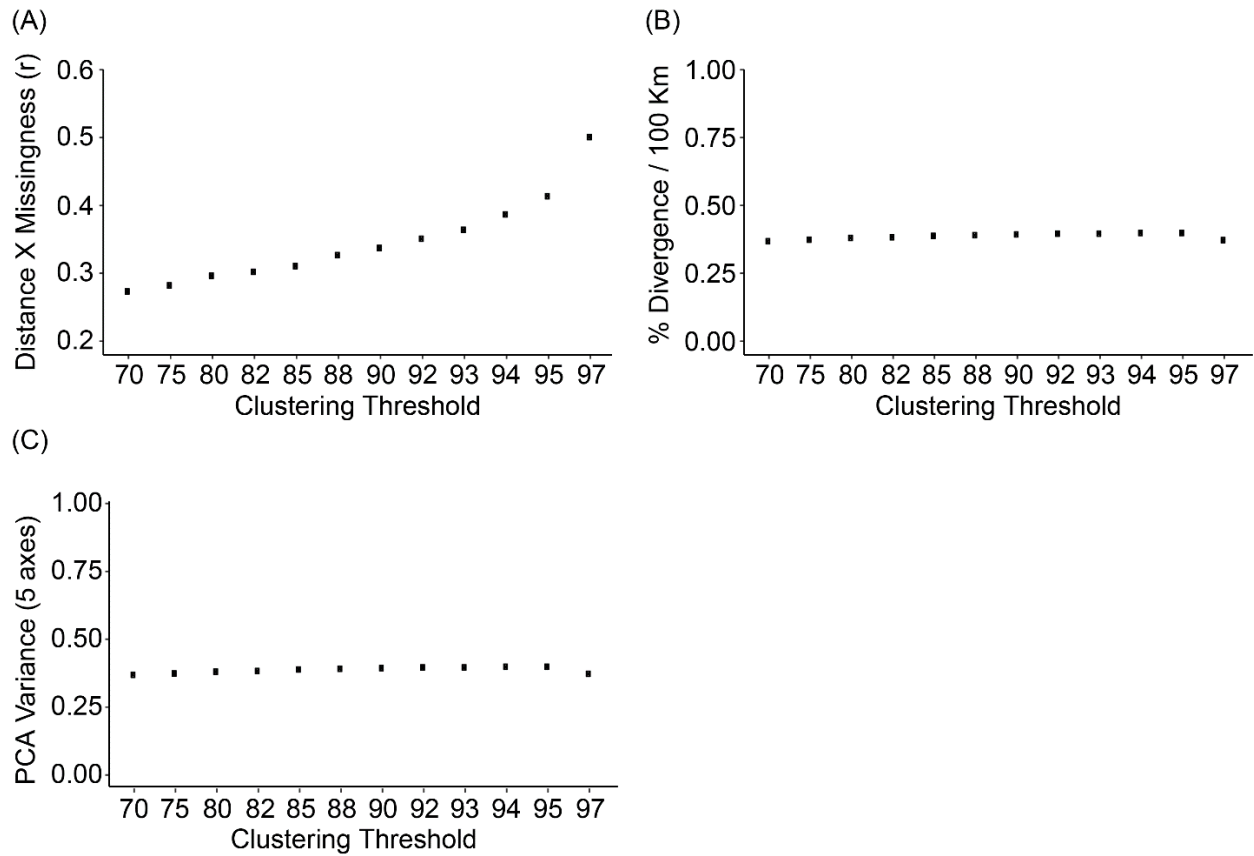 (A)
Distance X Missingness (r)
0.6
0.5
0.4
0.3
0.2
70 75 80 82 85 88 90 92 93 94 95 97
Clustering Threshold
(B)
% Divergence / 100 Km
1.00
0.75
0.50
0.25
0.00
70 75 80 82 85 88 90 92 93 94 95 97
Clustering Threshold
(C)
PCA Variance (5 axes)
1.00
0.75
0.50
0.25
0.00
70 75 80 82 85 88 90 92 93 94 95 97
Clustering Threshold